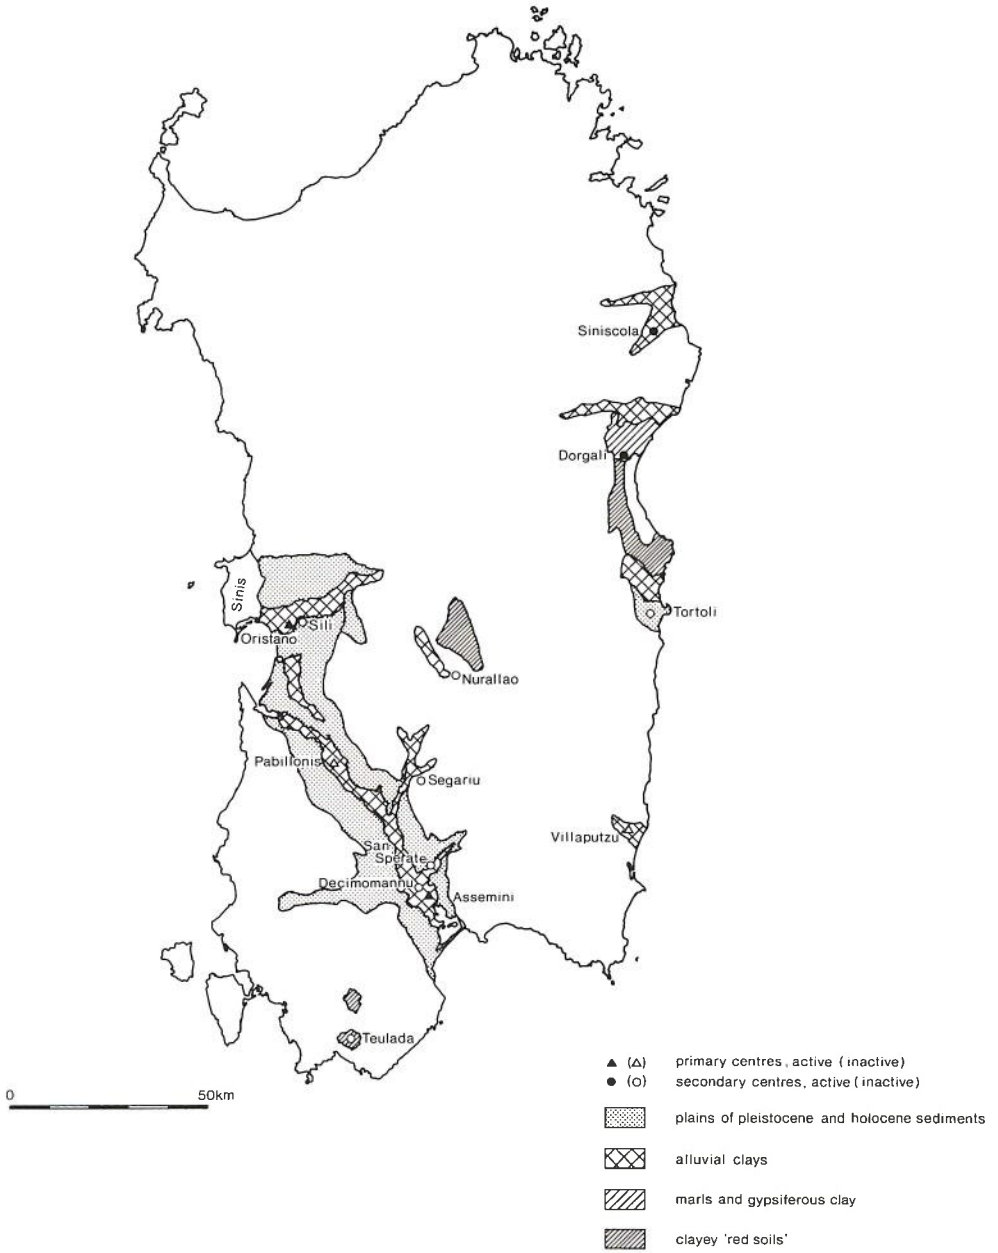 Siniscola
Dorgali
Sinis
Tortoli
Sili
Oristano
Nurallao
Pabillonis
Segariu
Villaputzu
San
Sperate
Decimomannu
Assemini
Teulada
0 50km
▲ (△) primary centres, active (inactive)
● (○) secondary centres, active (inactive)
plains of pleistocene and holocene sediments
alluvial clays
marls and gypsiferous clay
clayey 'red soils'